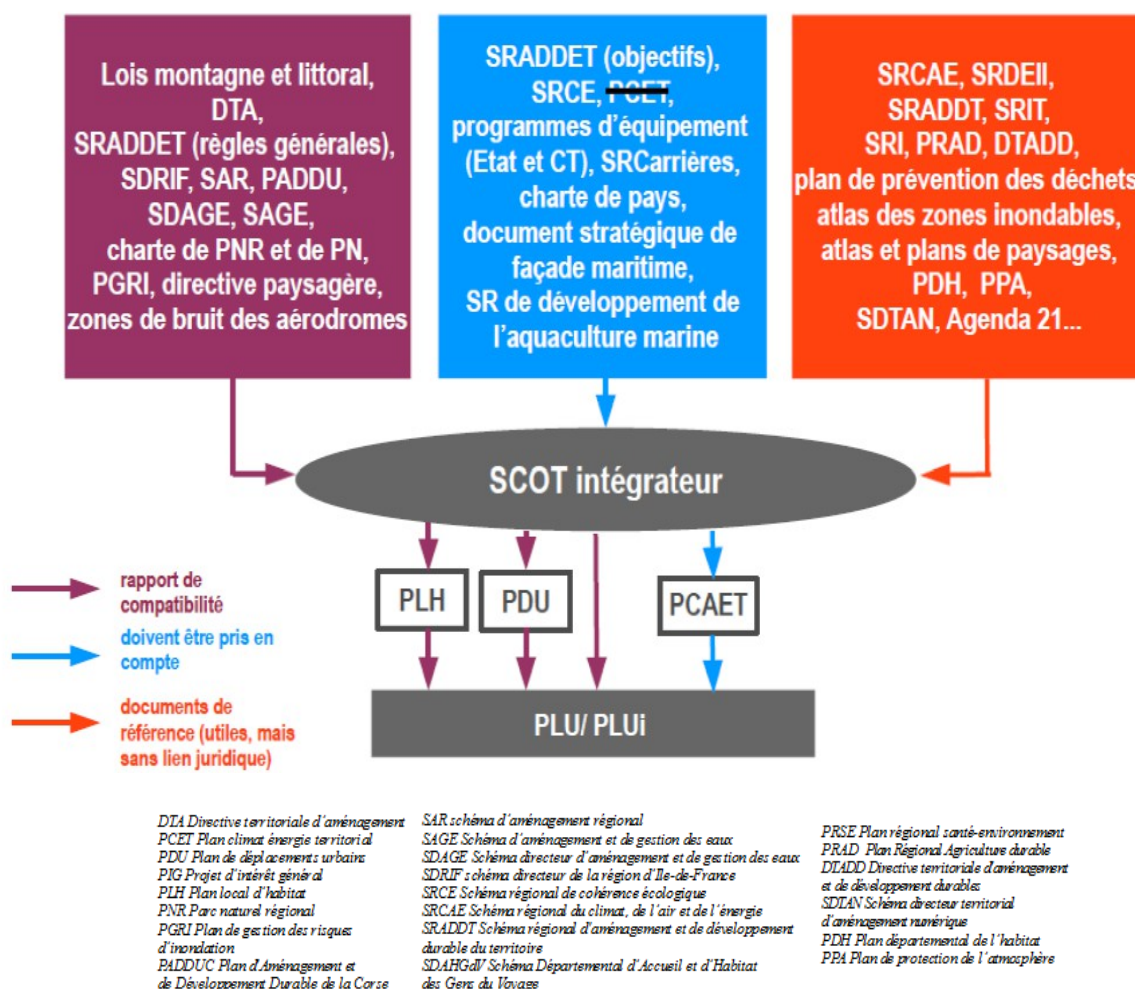 Lois montagne et littoral,
DTA,
SRADDET (règles générales),
SDRIF, SAR, PADDU,
SDAGE, SAGE,
charte de PNR et de PN,
PGRI, directive paysagère,
zones de bruit des aérodromes
SRADDET (objectifs),
SRCE, PCET,
programmes d'équipement
(Etat et CT), SRCarrières,
charte de pays,
document stratégique de
façade maritime,
SR de développement de
l'aquaculture marine
SRCAE, SRDEII,
SRADDT, SRIT,
SRI, PRAD, DTADD,
plan de prévention des déchets
atlas des zones inondables,
atlas et plans de paysages,
PDH, PPA,
SDTAN, Agenda 21...
SCOT intégrateur
PLH
PDU
PCAET
PLU/ PLUi
rapport de
compatibilité
doivent être pris en
compte
documents de
référence (utiles, mais
sans lien juridique)
DTA Directive territoriale d'aménagement
PCET Plan climat énergie territorial
PDU Plan de déplacements urbains
PIG Projet d'intérêt général
PLH Plan local d'habitat
PNR Parc naturel régional
PGRI Plan de gestion des risques
d'inondation
PADDUC Plan d'Aménagement et
de Développement Durable de la Corse
SAR schéma d'aménagement régional
SAGE Schéma d'aménagement et de gestion des eaux
SDAGE Schéma directeur d'aménagement et de gestion des eaux
SDRIF schéma directeur de la région d'Ile-de-France
SRCE Schéma régional de cohérence écologique
SRCAE Schéma régional du climat, de l'air et de l'énergie
SRADDT Schéma régional d'aménagement et de développement
durable du territoire
SDAHGdV Schéma Départemental d'Accueil et d'Habitat
des Gens du Voyage
PRSE Plan régional santé-environnement
PRAD Plan Régional Agriculture durable
DTADD Directive territoriale d'aménagement
et de développement durables
SDTAN Schéma directeur territorial
d'aménagement numérique
PDH Plan départemental de l'habitat
PPA Plan de protection de l'atmosphère